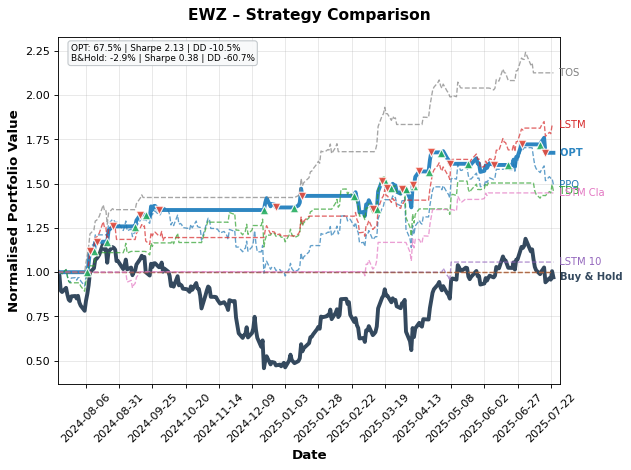 EWZ – Strategy Comparison
OPT: 67.5% | Sharpe 2.13 | DD -10.5%
B&Hold: -2.9% | Sharpe 0.38 | DD -60.7%
Normalised Portfolio Value
2.25
2.00
1.75
1.50
1.25
1.00
0.75
0.50
TOS
LSTM
OPT
PPO
LSTM Cla
LSTM 10
Buy & Hold
2024-08-06
2024-08-31
2024-09-25
2024-10-20
2024-11-14
2024-12-09
2025-01-03
2025-01-28
2025-02-22
2025-03-19
2025-04-13
2025-05-08
2025-06-02
2025-06-27
2025-07-22
Date